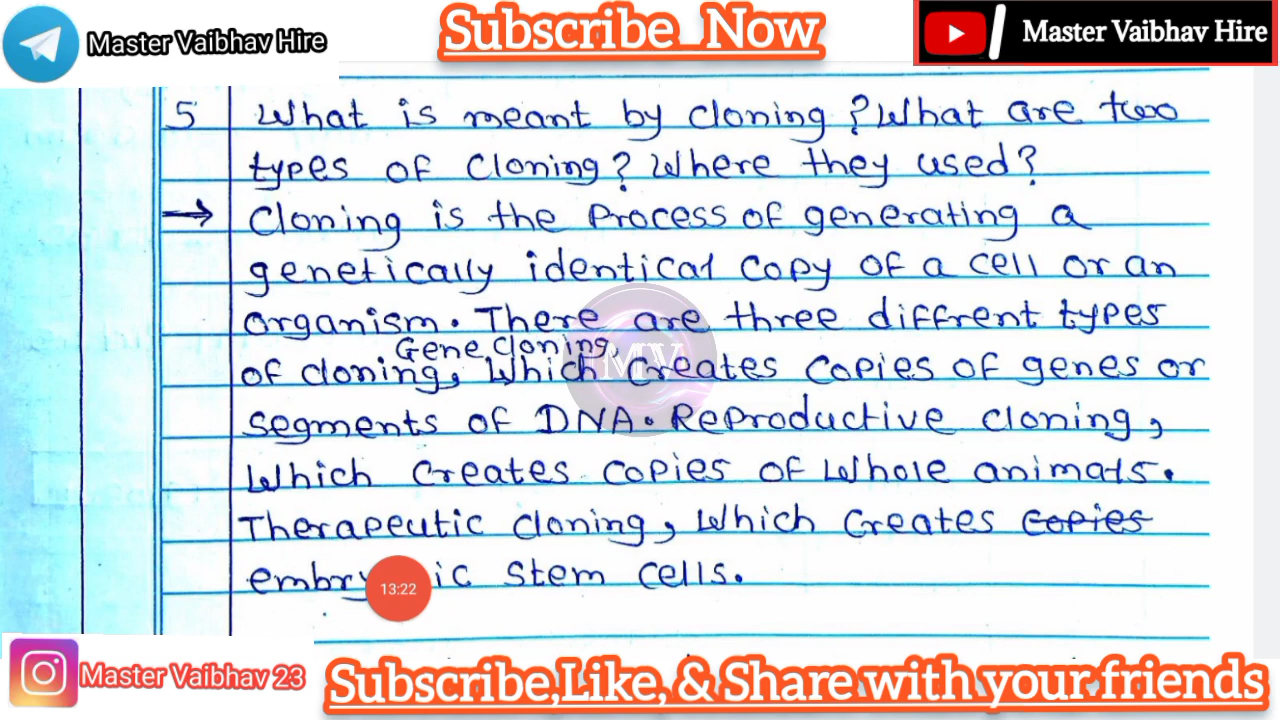 Master Vaibhav Hire
Subscribe Now
Master Vaibhav Hire
5 What is meant by cloning? What are two
types of cloning? Where they used?
→ Cloning is the process of generating a
genetically identical copy of a cell or an
organism. There are three diffrent types
Gene cloning,
of cloning, Which creates copies of genes or
segments of DNA. Reproductive cloning,
Which creates copies of Whole animals.
Therapeutic cloning, Which creates copies
ic stem cells.
MV
13:22
Master Vaibhav 23
Subscribe,Like, & Share with your friends